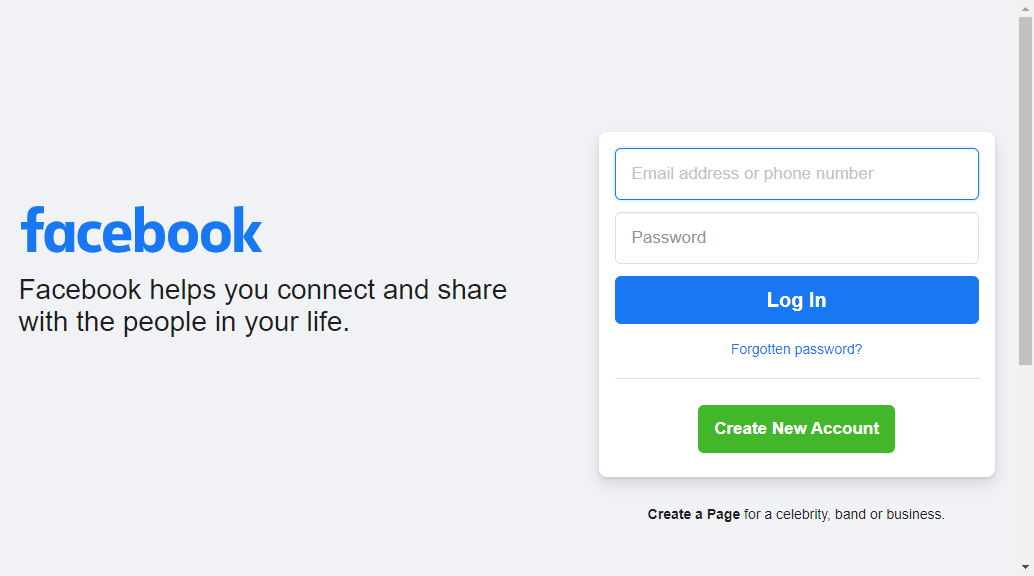 facebook
Facebook helps you connect and share
with the people in your life.
Email address or phone number
Password
Log In
Forgotten password?
Create New Account
Create a Page for a celebrity, band or business.